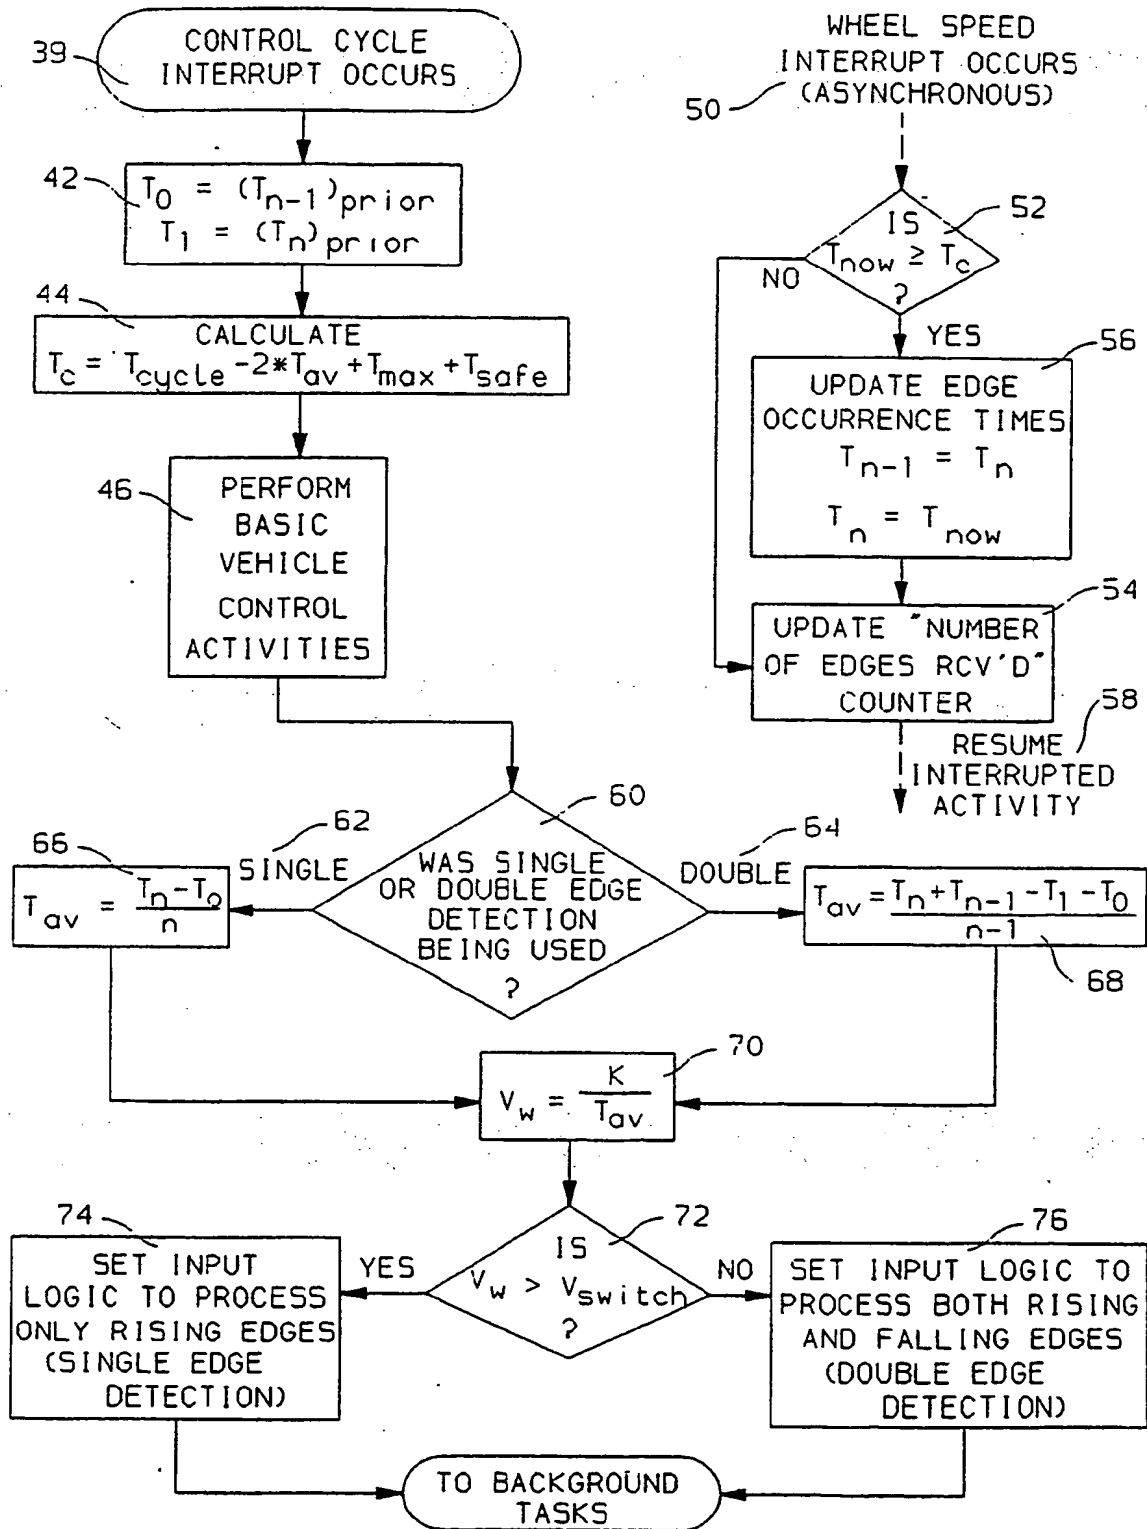 39
CONTROL CYCLE
INTERRUPT OCCURS
42
T0 = (Tn-1)prior
T1 = (Tn)prior
44
CALCULATE
Tc = Tcycle -2*Tav + Tmax + Tsafe
46
PERFORM
BASIC
VEHICLE
CONTROL
ACTIVITIES
WHEEL SPEED
INTERRUPT OCCURS
(ASYNCHRONOUS)
50
52
IS
Tnow ≥ Tc
?
NO
YES
56
UPDATE EDGE
OCCURRENCE TIMES
Tn-1 = Tn
Tn = Tnow
54
UPDATE "NUMBER
OF EDGES RCV'D"
COUNTER
58
RESUME
INTERRUPTED
ACTIVITY
60
WAS SINGLE
OR DOUBLE EDGE
DETECTION
BEING USED
?
62
SINGLE
64
DOUBLE
66
Tav = Tn - T0
n
Tav = Tn + Tn-1 - T1 - T0
n-1
68
70
Vw = K
Tav
72
IS
Vw > Vswitch
?
YES
NO
74
SET INPUT
LOGIC TO PROCESS
ONLY RISING EDGES
(SINGLE EDGE
DETECTION)
76
SET INPUT LOGIC TO
PROCESS BOTH RISING
AND FALLING EDGES
(DOUBLE EDGE
DETECTION)
TO BACKGROUND
TASKS